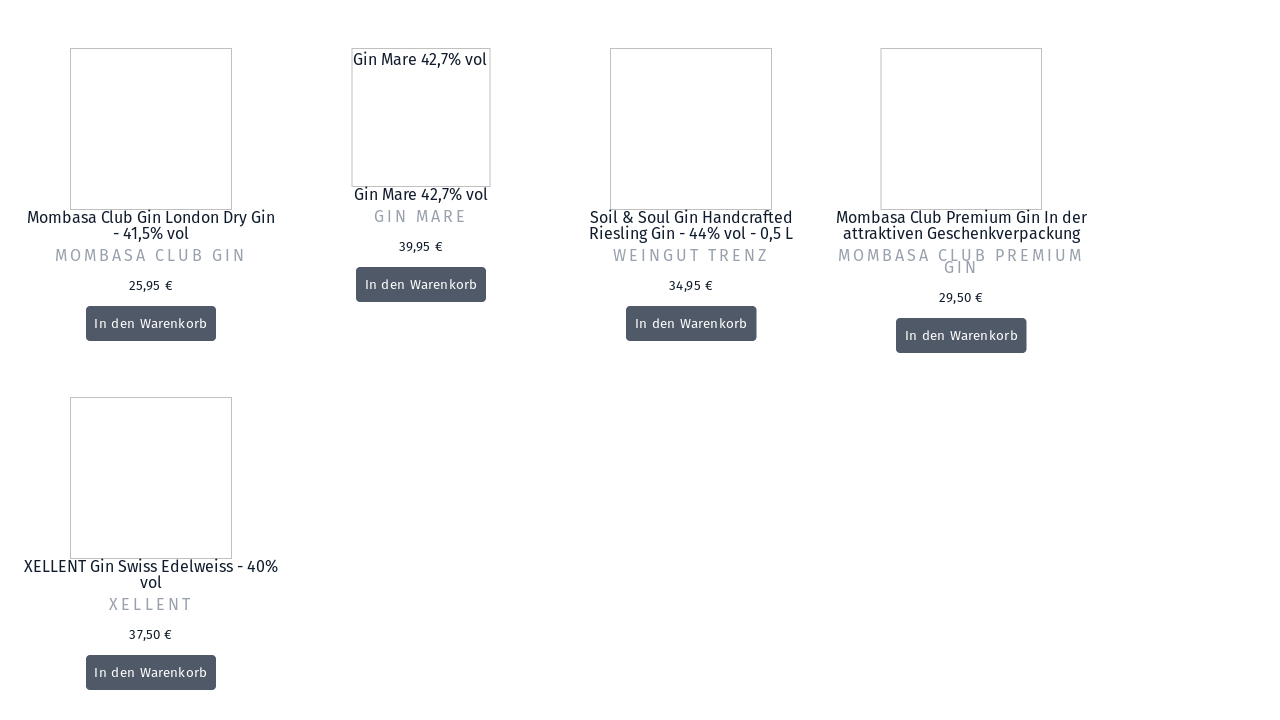 Mombasa Club Gin London Dry Gin
- 41,5% vol
MOMBASA CLUB GIN
25,95 €
In den Warenkorb
Gin Mare 42,7% vol
Gin Mare 42,7% vol
GIN MARE
39,95 €
In den Warenkorb
Soil & Soul Gin Handcrafted
Riesling Gin - 44% vol - 0,5 L
WEINGUT TRENZ
34,95 €
In den Warenkorb
Mombasa Club Premium Gin In der
attraktiven Geschenkverpackung
MOMBASA CLUB PREMIUM
GIN
29,50 €
In den Warenkorb
XELLENT Gin Swiss Edelweiss - 40%
vol
XELLENT
37,50 €
In den Warenkorb